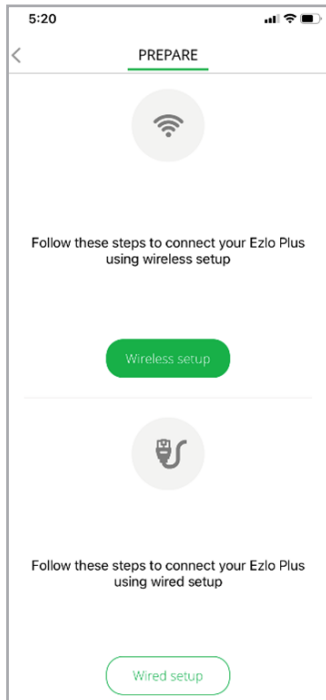 5:20
PREPARE
Follow these steps to connect your Ezlo Plus
using wireless setup
Wireless setup
Follow these steps to connect your Ezlo Plus
using wired setup
Wired setup